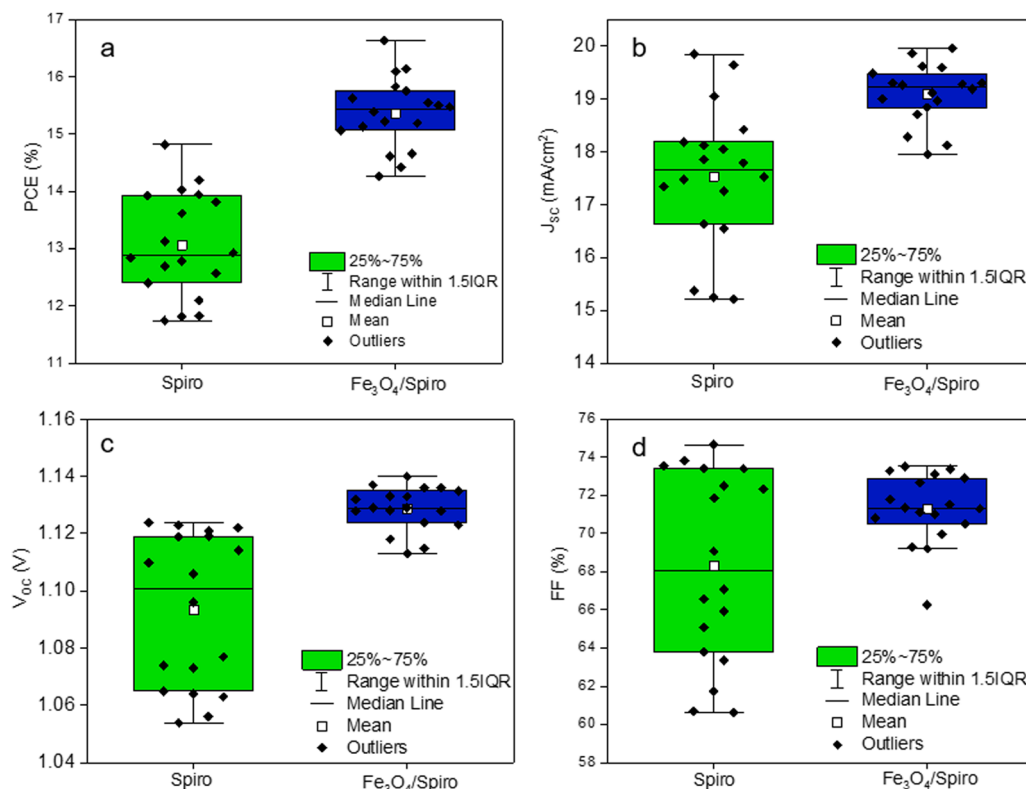 a
17
16
15
14
13
12
11
PCE (%)
25%~75%
Range within 1.5IQR
Median Line
Mean
Outliers
Spiro
Fe₃O₄/Spiro
b
20
19
18
17
16
15
14
J_SC (mA/cm²)
25%~75%
Range within 1.5IQR
Median Line
Mean
Outliers
Spiro
Fe₃O₄/Spiro
c
1.16
1.14
1.12
1.10
1.08
1.06
1.04
V_OC (V)
25%~75%
Range within 1.5IQR
Median Line
Mean
Outliers
Spiro
Fe₃O₄/Spiro
d
76
74
72
70
68
66
64
62
60
58
FF (%)
25%~75%
Range within 1.5IQR
Median Line
Mean
Outliers
Spiro
Fe₃O₄/Spiro